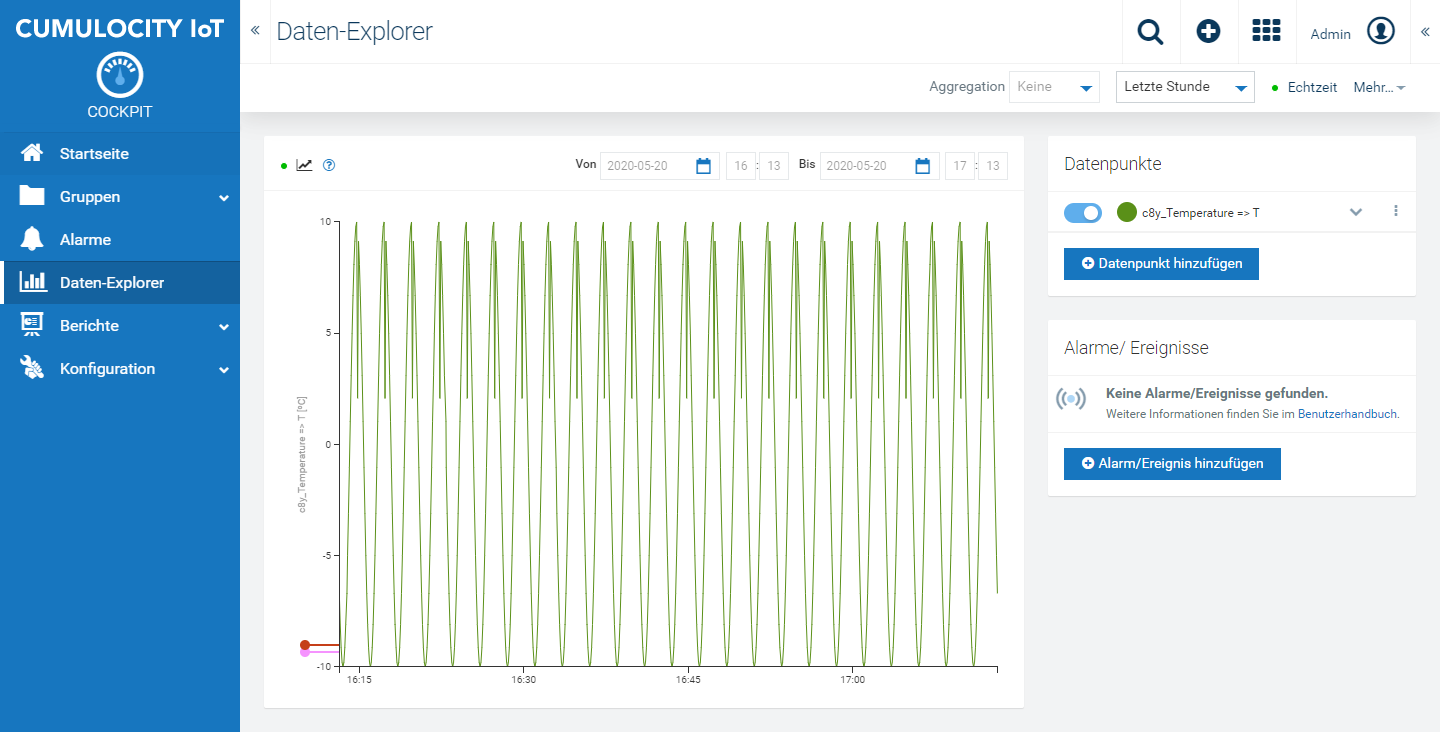 CUMULOCITY IoT
COCKPIT
Startseite
Gruppen
Alarme
Daten-Explorer
Berichte
Konfiguration
« Daten-Explorer
Admin «
Aggregation Keine Letzte Stunde Echtzeit Mehr...
Von 2020-05-20 16 : 13 Bis 2020-05-20 17 : 13
10
5
0
-5
-10
c8y_Temperature => T [ºC]
16:15 16:30 16:45 17:00
Datenpunkte
c8y_Temperature => T
Datenpunkt hinzufügen
Alarme/ Ereignisse
Keine Alarme/Ereignisse gefunden.
Weitere Informationen finden Sie im Benutzerhandbuch.
Alarm/Ereignis hinzufügen